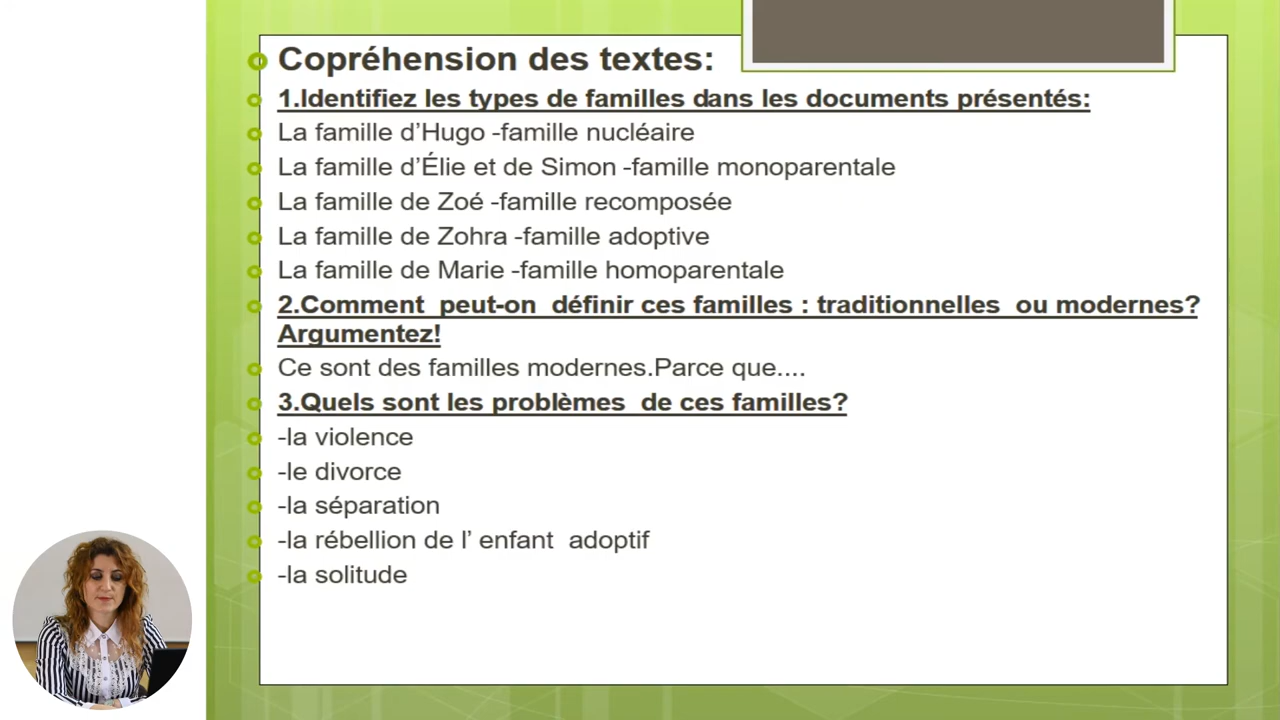 Copréhension des textes:
1.Identifiez les types de familles dans les documents présentés:
La famille d’Hugo -famille nucléaire
La famille d’Élie et de Simon -famille monoparentale
La famille de Zoé -famille recomposée
La famille de Zohra -famille adoptive
La famille de Marie -famille homoparentale
2.Comment peut-on définir ces familles : traditionnelles ou modernes?
Argumentez!
Ce sont des familles modernes.Parce que....
3.Quels sont les problèmes de ces familles?
-la violence
-le divorce
-la séparation
-la rébellion de l’ enfant adoptif
-la solitude